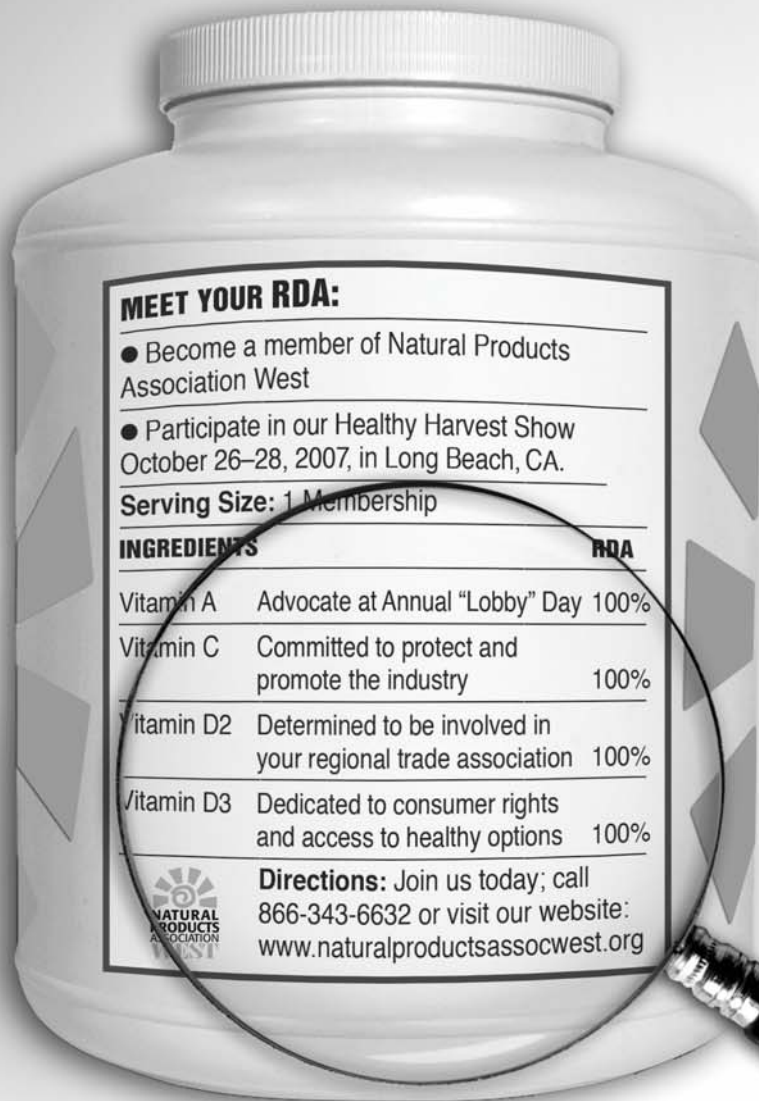 MEET YOUR RDA:
● Become a member of Natural Products
Association West
● Participate in our Healthy Harvest Show
October 26–28, 2007, in Long Beach, CA.
Serving Size: 1 Membership
INGREDIENTS RDA
Vitamin A Advocate at Annual “Lobby” Day 100%
Vitamin C Committed to protect and
promote the industry 100%
Vitamin D2 Determined to be involved in
your regional trade association 100%
Vitamin D3 Dedicated to consumer rights
and access to healthy options 100%
Directions: Join us today; call
866-343-6632 or visit our website:
www.naturalproductsassocwest.org
NATURAL
PRODUCTS
ASSOCIATION
WEST